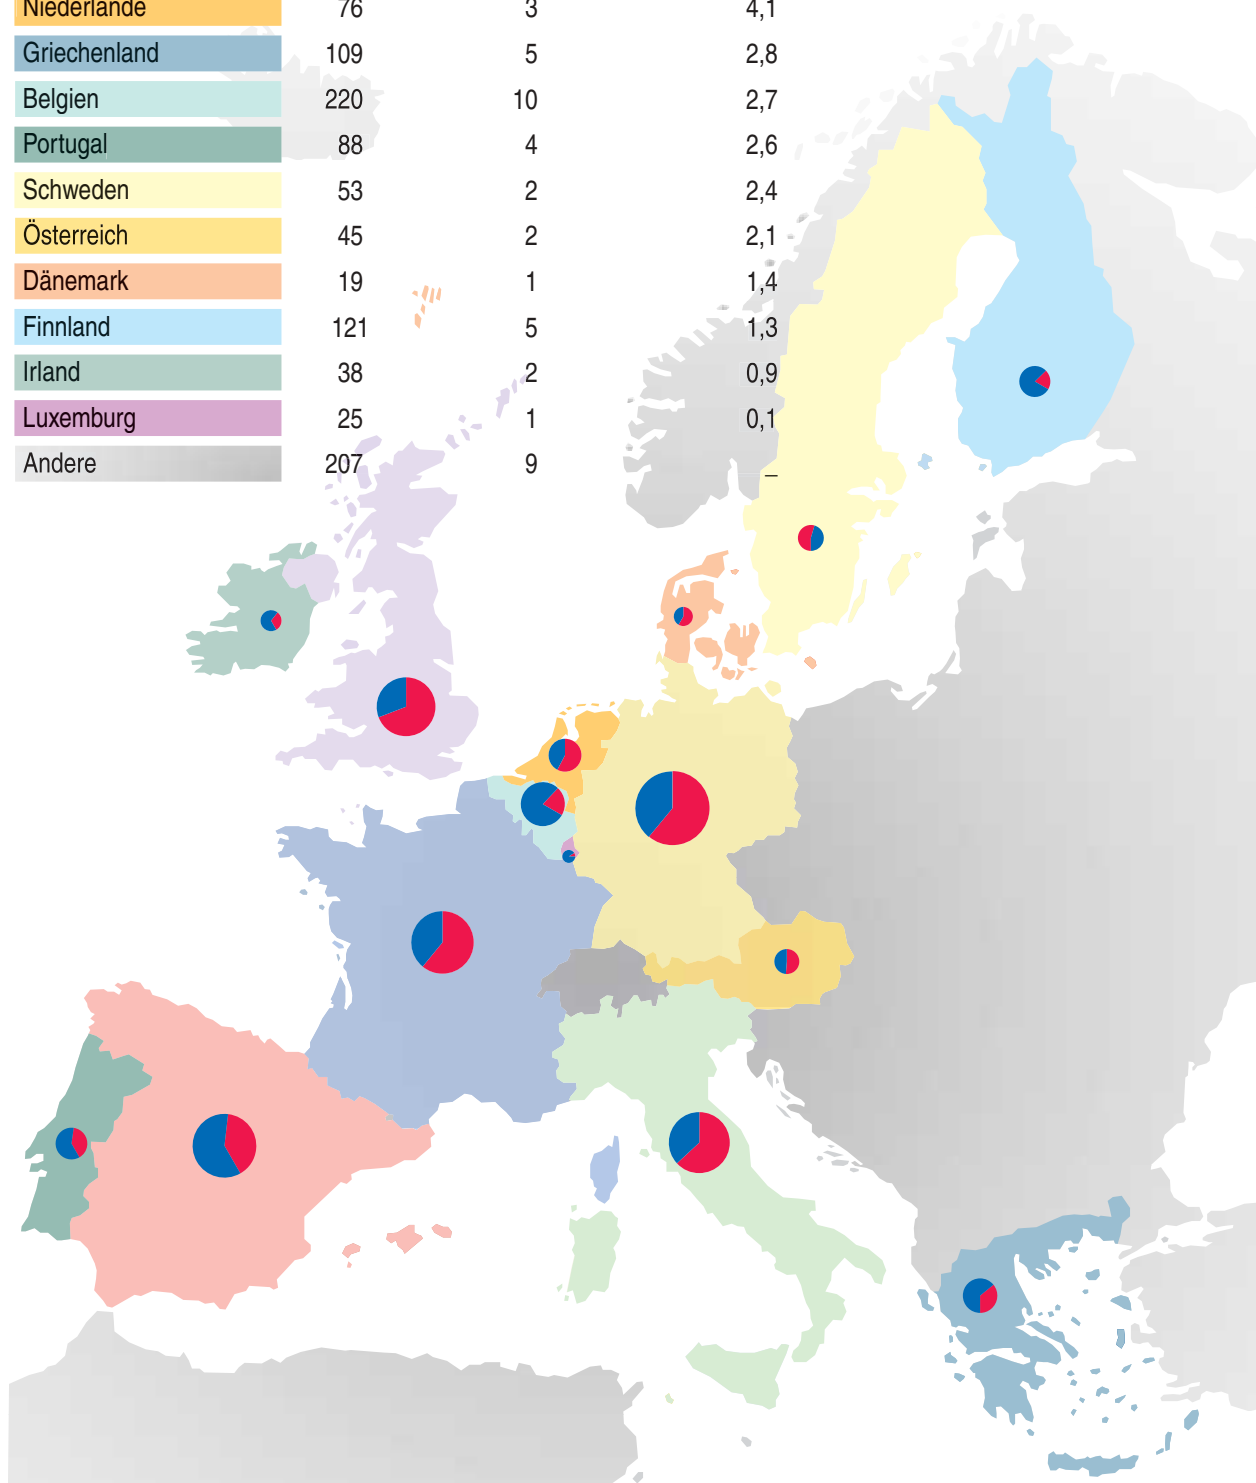 Niederlande 76 3 4,1
Griechenland 109 5 2,8
Belgien 220 10 2,7
Portugal 88 4 2,6
Schweden 53 2 2,4
Österreich 45 2 2,1
Dänemark 19 1 1,4
Finnland 121 5 1,3
Irland 38 2 0,9
Luxemburg 25 1 0,1
Andere 207 9 –